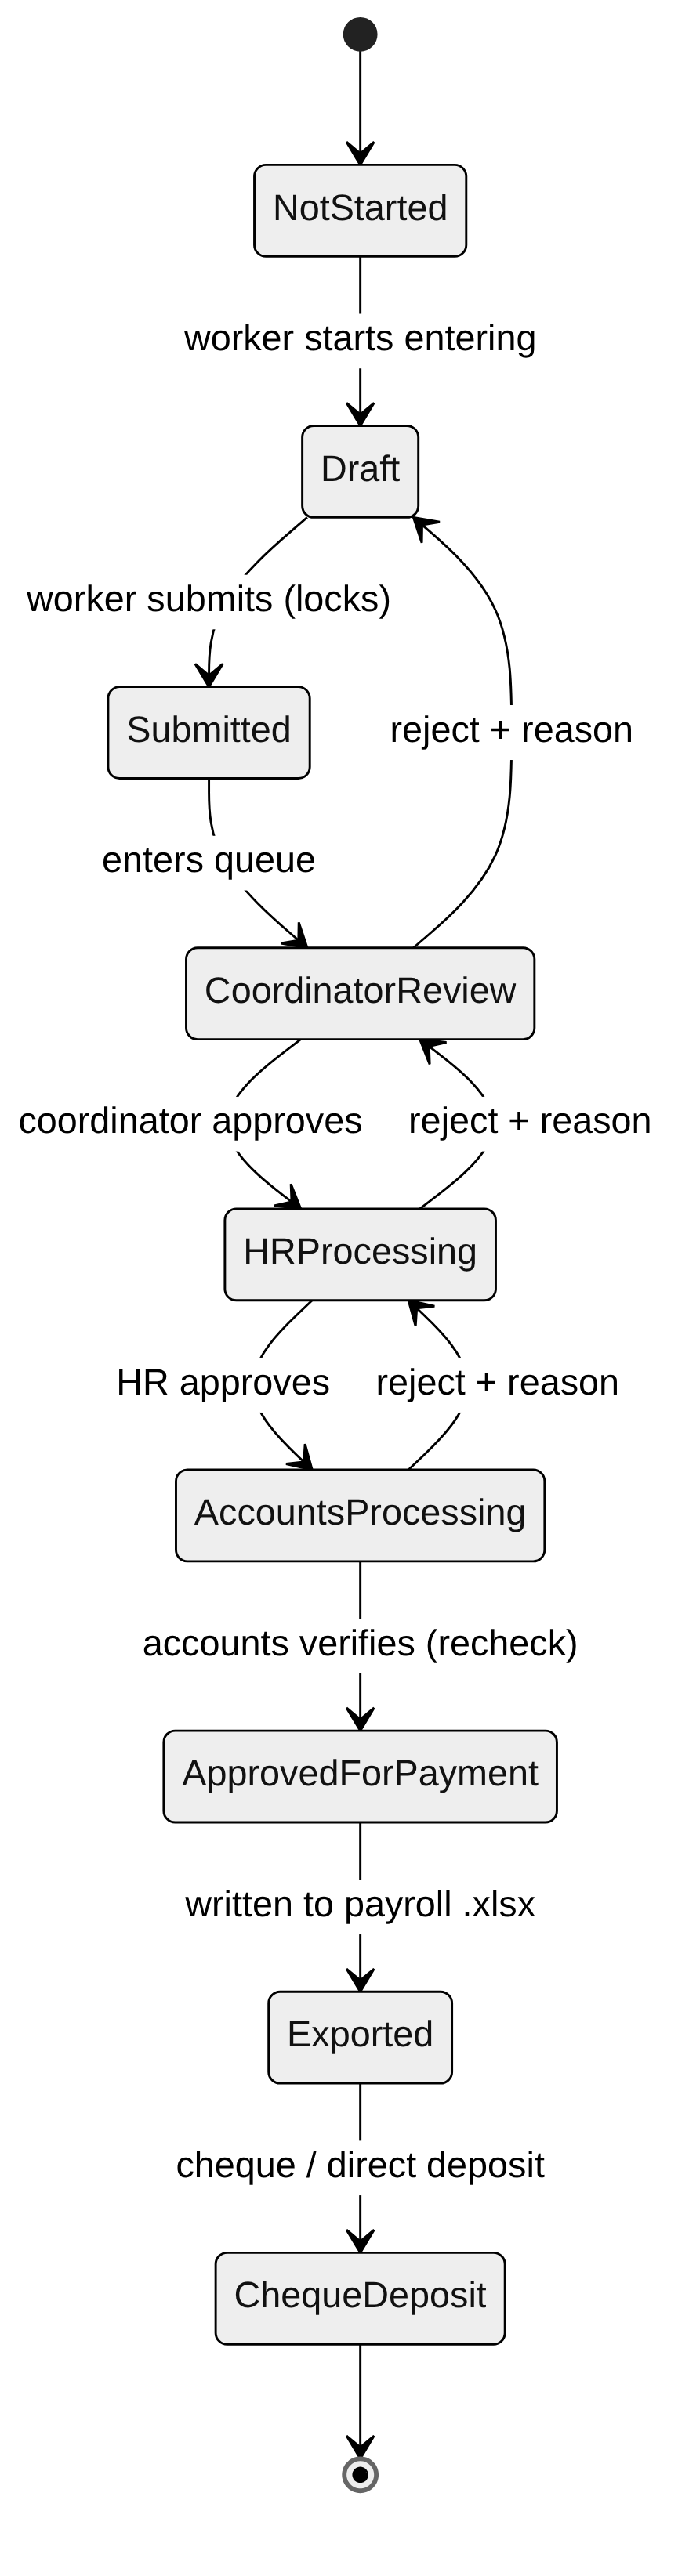 NotStarted
worker starts entering
Draft
worker submits (locks)
Submitted
reject + reason
enters queue
CoordinatorReview
coordinator approves
reject + reason
HRProcessing
HR approves
reject + reason
AccountsProcessing
accounts verifies (recheck)
ApprovedForPayment
written to payroll .xlsx
Exported
cheque / direct deposit
ChequeDeposit